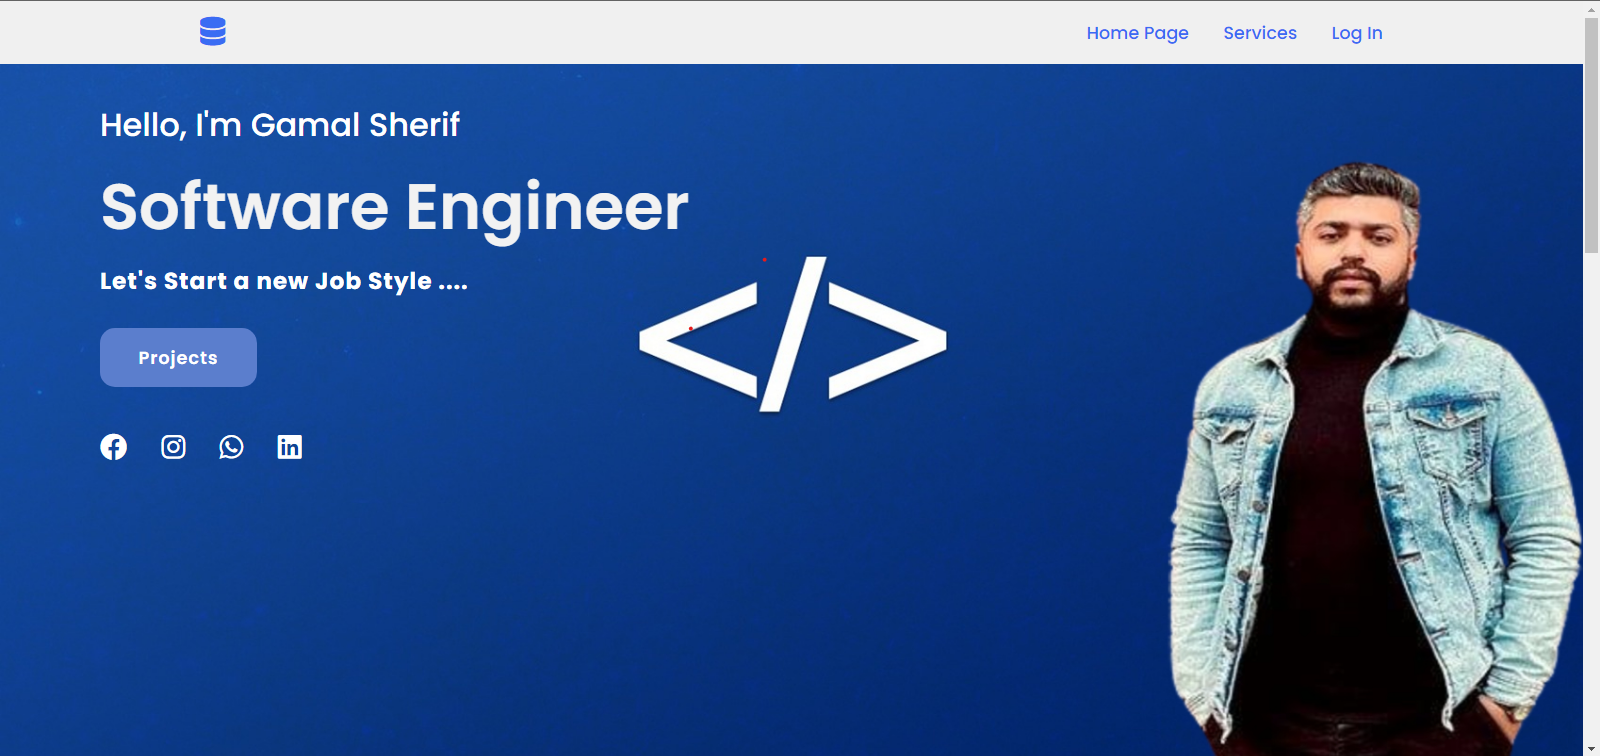 Home Page Services Log In
Hello, I'm Gamal Sherif
Software Engineer
Let's Start a new Job Style ....
</>
Projects